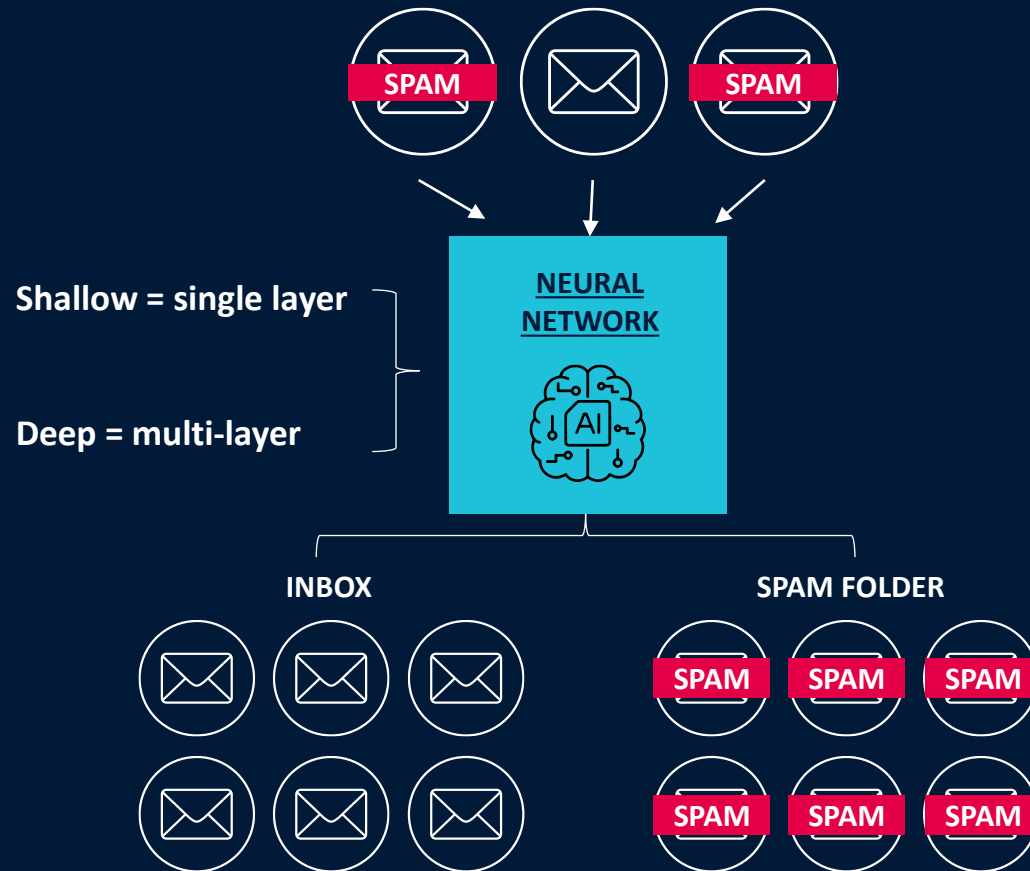 SPAM
SPAM
NEURAL
NETWORK
AI
Shallow = single layer
Deep = multi-layer
INBOX
SPAM FOLDER
SPAM SPAM SPAM
SPAM SPAM SPAM